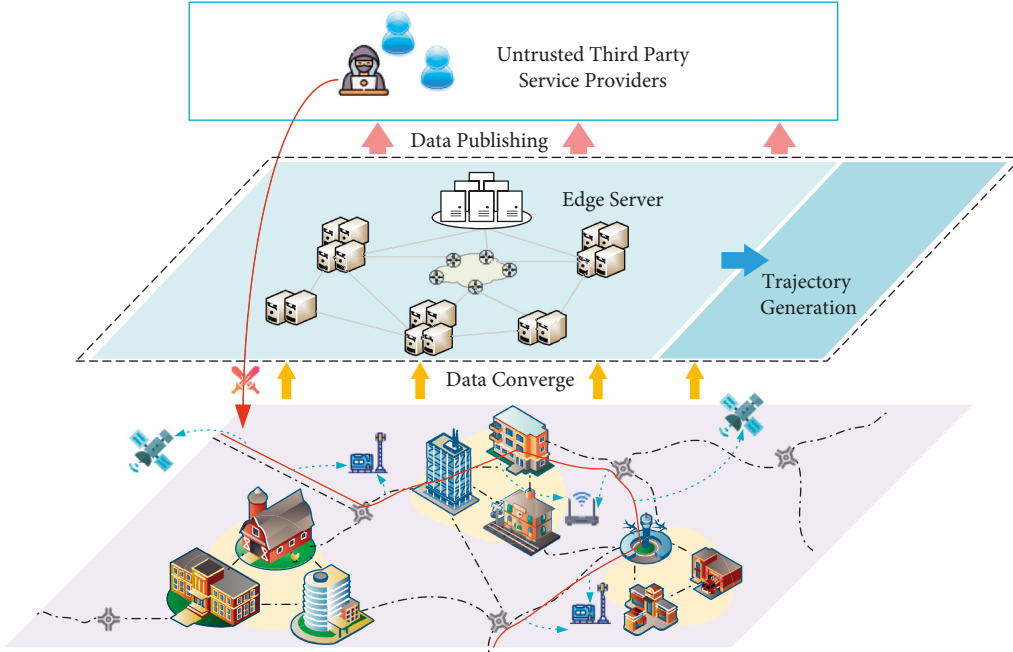 Untrusted Third Party
Service Providers
Data Publishing
Edge Server
Trajectory
Generation
Data Converge